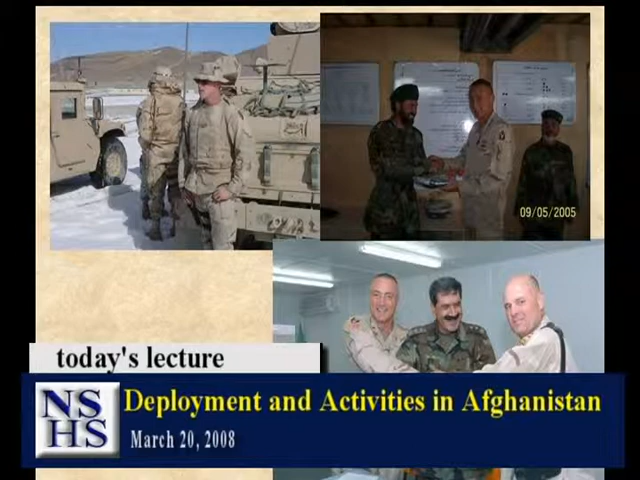 09/05/2005
today's lecture
NS
HS
Deployment and Activities in Afghanistan
March 20, 2008